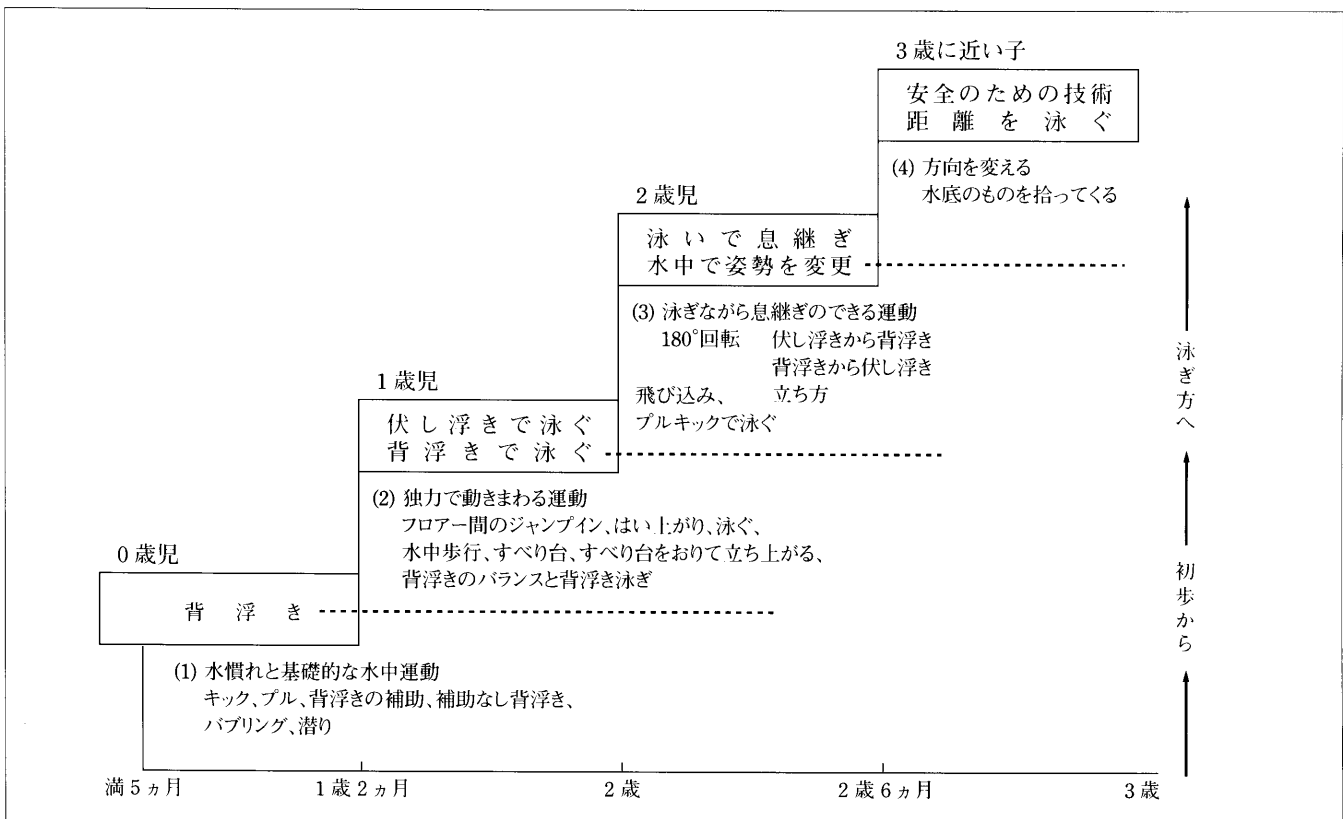 3歳に近い子
安全のための技術
距離を泳ぐ
(4) 方向を変える
水底のものを拾ってくる
2歳児
泳いで息継ぎ
水中で姿勢を変更
(3) 泳ぎながら息継ぎのできる運動
180°回転 伏し浮きから背浮き
背浮きから伏し浮き
飛び込み、 立ち方
プルキックで泳ぐ
1歳児
伏し浮きで泳ぐ
背浮きで泳ぐ
(2) 独力で動きまわる運動
フロアー間のジャンプイン、はい上がり、泳ぐ、
水中歩行、すべり台、すべり台をおりて立ち上がる、
背浮きのバランスと背浮き泳ぎ
0歳児
背浮き
(1) 水慣れと基礎的な水中運動
キック、プル、背浮きの補助、補助なし背浮き、
バブリング、潜り
泳ぎ方へ
初歩から
満5ヵ月 1歳2ヵ月 2歳 2歳6ヵ月 3歳